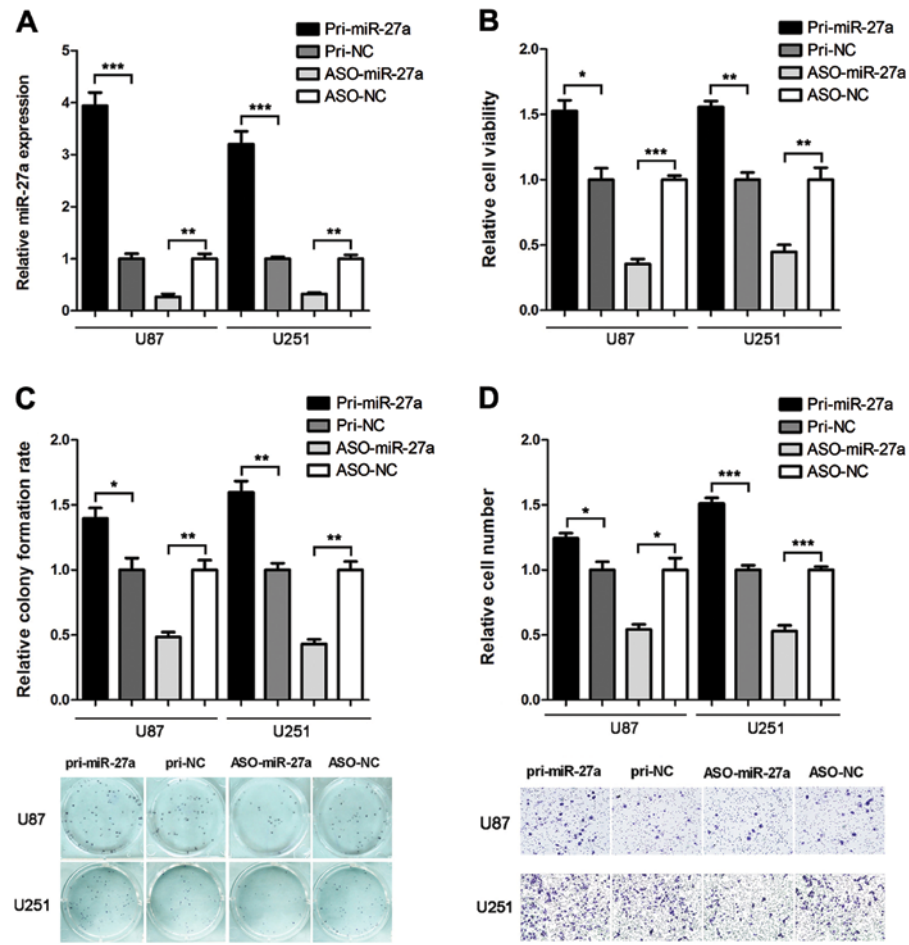 A
Pri-miR-27a
Pri-NC
ASO-miR-27a
ASO-NC
Relative miR-27a expression
5
4
3
2
1
0
***
**
***
**
U87
U251
B
Pri-miR-27a
Pri-NC
ASO-miR-27a
ASO-NC
Relative cell viability
2.0
1.5
1.0
0.5
0.0
*
***
**
**
U87
U251
C
Pri-miR-27a
Pri-NC
ASO-miR-27a
ASO-NC
Relative colony formation rate
2.0
1.5
1.0
0.5
0.0
*
**
**
**
U87
U251
pri-miR-27a pri-NC ASO-miR-27a ASO-NC
U87
U251
D
Pri-miR-27a
Pri-NC
ASO-miR-27a
ASO-NC
Relative cell number
2.0
1.5
1.0
0.5
0.0
*
*
***
***
U87
U251
pri-miR-27a pri-NC ASO-miR-27a ASO-NC
U87
U251